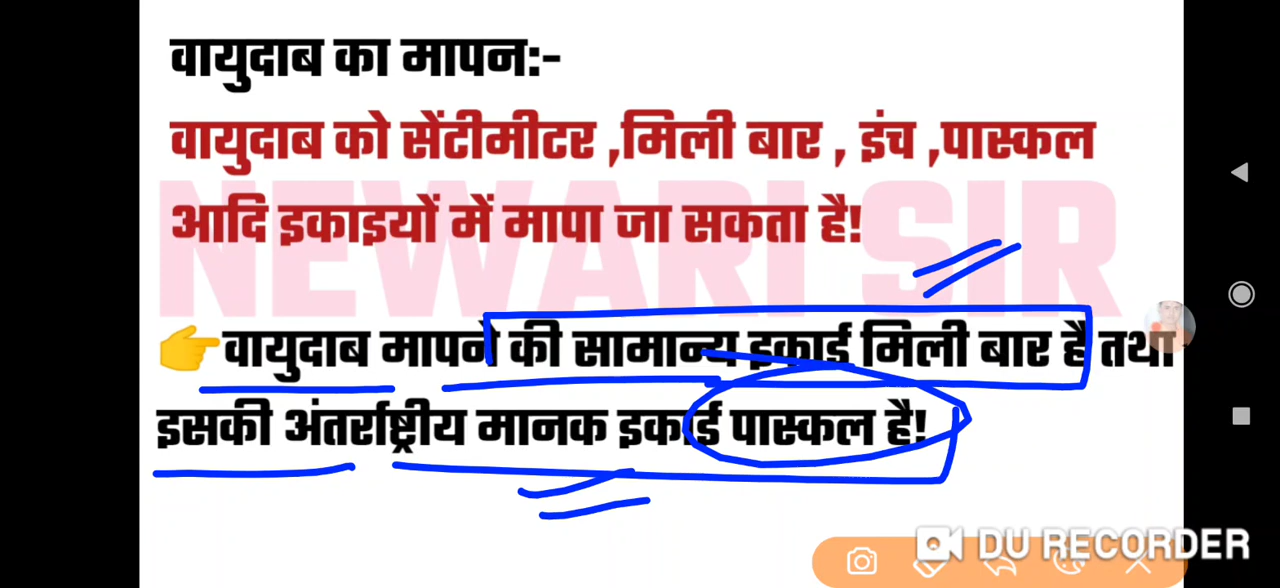 वायुदाब का मापन:-
वायुदाब को सेंटीमीटर ,मिली बार , इंच ,पास्कल
आदि इकाइयों में मापा जा सकता है!
NEWARI SIR
👉वायुदाब मापने की सामान्य इकाई मिली बार है तथा
इसकी अंतर्राष्ट्रीय मानक इकाई पास्कल है!
DU RECORDER